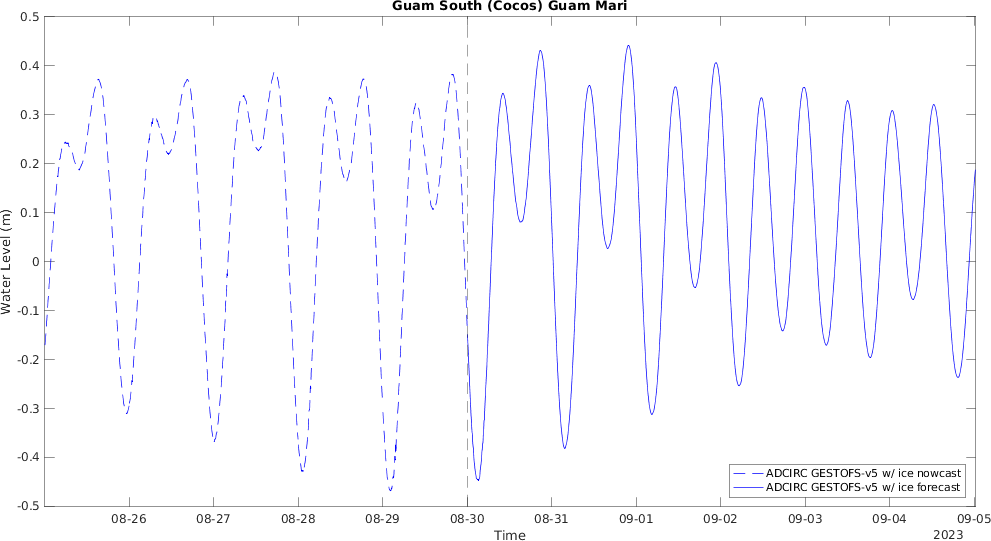 Guam South (Cocos) Guam Mari
0.5
0.4
0.3
0.2
0.1
0
-0.1
-0.2
-0.3
-0.4
-0.5
Water Level (m)
ADCIRC GESTOFS-v5 w/ ice nowcast
ADCIRC GESTOFS-v5 w/ ice forecast
08-26 08-27 08-28 08-29 08-30 08-31 09-01 09-02 09-03 09-04 09-05
Time
2023